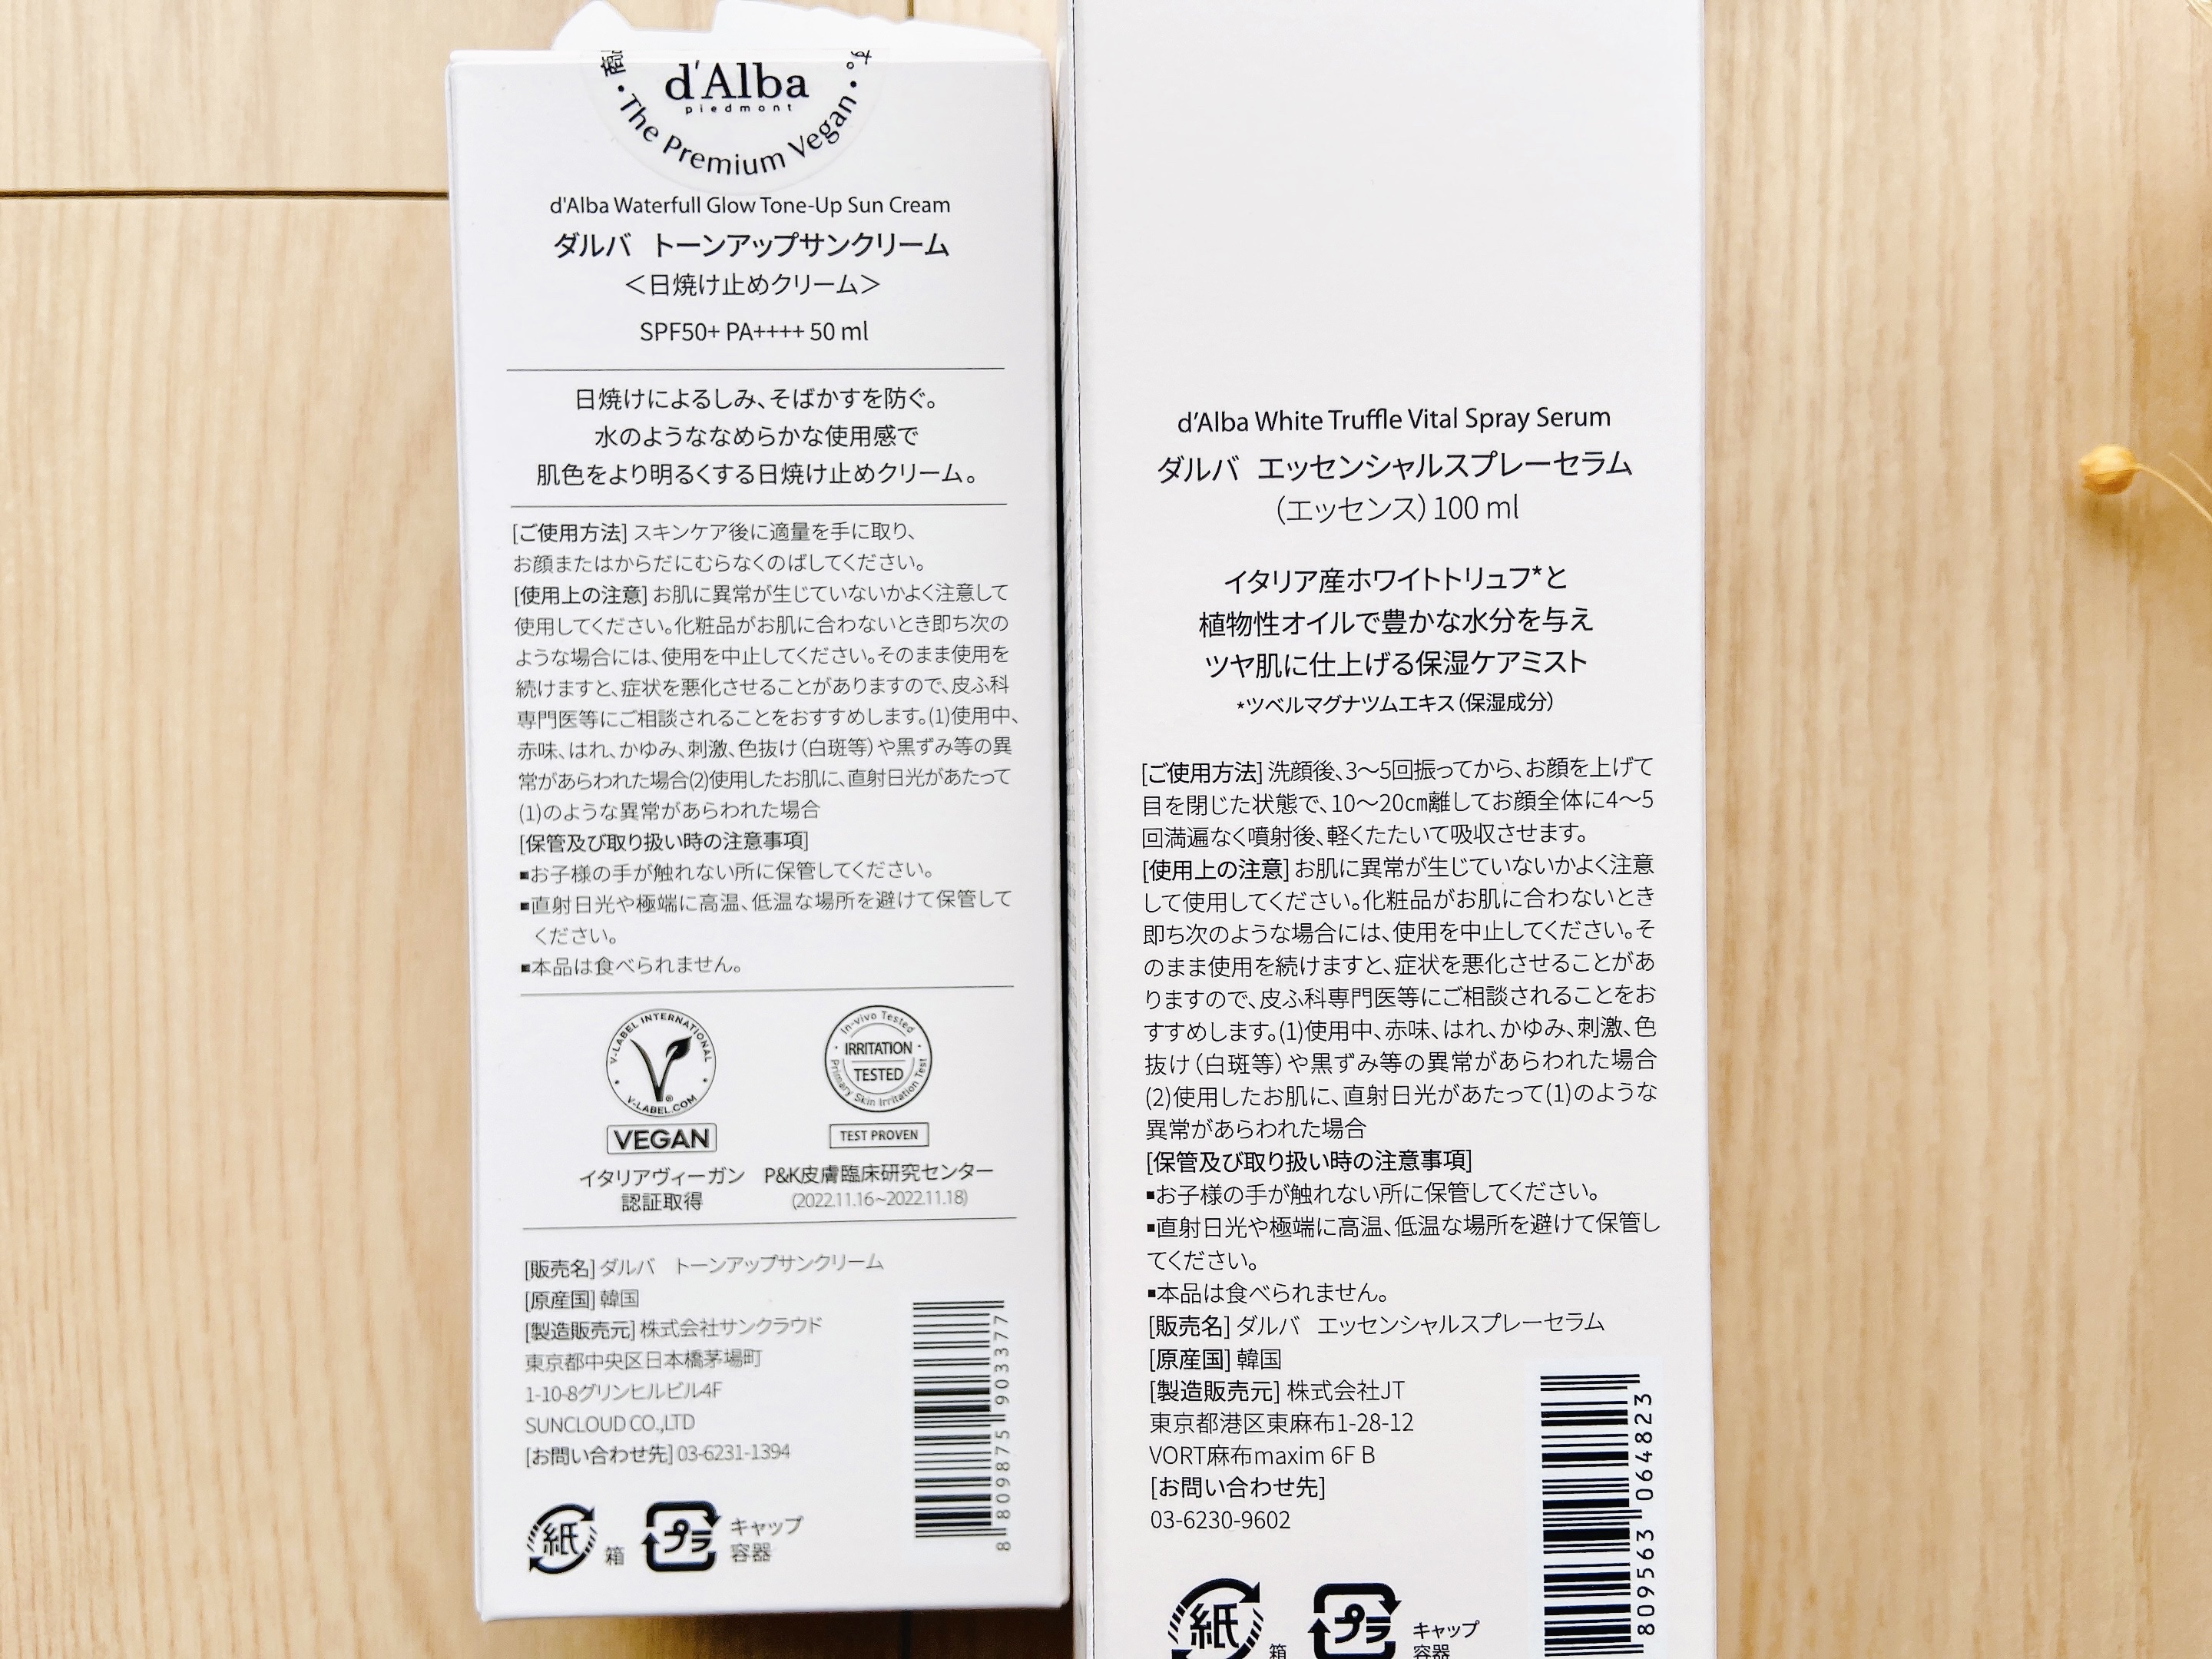 商
す。
d'Alba
piedmont
• The Premium Vegan •
d'Alba Waterfull Glow Tone-Up Sun Cream
ダルバ トーンアップサンクリーム
＜日焼け止めクリーム＞
SPF50+ PA++++ 50 ml
日焼けによるしみ、そばかすを防ぐ。
水のようななめらかな使用感で
肌色をより明るくする日焼け止めクリーム。
[ご使用方法] スキンケア後に適量を手に取り、
お顔またはからだにむらなくのばしてください。
[使用上の注意] お肌に異常が生じていないかよく注意して
使用してください。化粧品がお肌に合わないとき即ち次の
ような場合には、使用を中止してください。そのまま使用を
続けますと、症状を悪化させることがありますので、皮ふ科
専門医等にご相談されることをおすすめします。(1)使用中、
赤味、はれ、かゆみ、刺激、色抜け（白斑等）や黒ずみ等の異
常があらわれた場合(2)使用したお肌に、直射日光があたって
(1)のような異常があらわれた場合
[保管及び取り扱い時の注意事項]
■お子様の手が触れない所に保管してください。
■直射日光や極端に高温、低温な場所を避けて保管して
ください。
■本品は食べられません。
V-LABEL INTERNATIONAL
V-LABEL.COM
®
VEGAN
イタリアヴィーガン
認証取得
In-vivo Tested
IRRITATION
TESTED
Primary Skin Irritation Test
TEST PROVEN
P&K皮膚臨床研究センター
(2022.11.16~2022.11.18)
[販売名] ダルバ トーンアップサンクリーム
[原産国] 韓国
[製造販売元] 株式会社サンクラウド
東京都中央区日本橋茅場町
1-10-8グリンヒルビル4F
SUNCLOUD CO.,LTD
[お問い合わせ先] 03-6231-1394
紙
箱
プラ
キャップ
容器
8 809875 903377
d'Alba White Truffle Vital Spray Serum
ダルバ エッセンシャルスプレーセラム
（エッセンス）100 ml
イタリア産ホワイトトリュフ*と
植物性オイルで豊かな水分を与え
ツヤ肌に仕上げる保湿ケアミスト
*ツベルマグナツムエキス（保湿成分）
[ご使用方法] 洗顔後、3～5回振ってから、お顔を上げて
目を閉じた状態で、10～20㎝離してお顔全体に4～5
回満遍なく噴射後、軽くたたいて吸収させます。
[使用上の注意] お肌に異常が生じていないかよく注意
して使用してください。化粧品がお肌に合わないとき
即ち次のような場合には、使用を中止してください。そ
のまま使用を続けますと、症状を悪化させることがあ
りますので、皮ふ科専門医等にご相談されることをお
すすめします。(1)使用中、赤味、はれ、かゆみ、刺激、色
抜け（白斑等）や黒ずみ等の異常があらわれた場合
(2)使用したお肌に、直射日光があたって(1)のような
異常があらわれた場合
[保管及び取り扱い時の注意事項]
■お子様の手が触れない所に保管してください。
■直射日光や極端に高温、低温な場所を避けて保管し
てください。
■本品は食べられません。
[販売名] ダルバ エッセンシャルスプレーセラム
[原産国] 韓国
[製造販売元] 株式会社JT
東京都港区東麻布1-28-12
VORT麻布maxim 6F B
[お問い合わせ先]
03-6230-9602
紙
箱
プラ
キャップ
容器
809563 064823